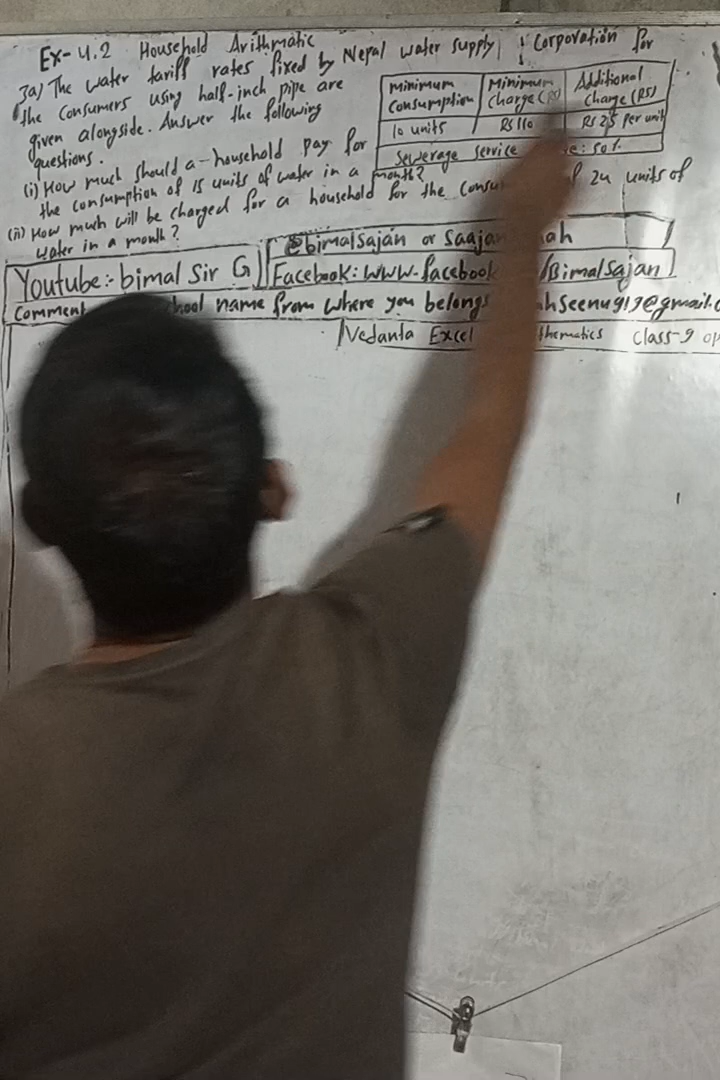 Ex- 4.2 Household Arithmatic
3a) The water tariff rates fixed by Nepal water supply Corporation for
the consumers using half-inch pipe are
given alongside. Answer the following
questions.
minimum consumption | Minimum charge (RS) | Additional charge (RS)
10 units | RS 110 | RS 25 per unit
Sewerage service : 50%
(i) How much should a household pay for
the consumption of 15 units of water in a month?
(ii) How much will be charged for a household for the 24 units of
water in a month?
@bimalsajan or Saajan
Youtube:- bimal Sir G
Facebook: www.facebook /Bimalsajan
Comment name from where you belongs
Vedanta Excel Class-9